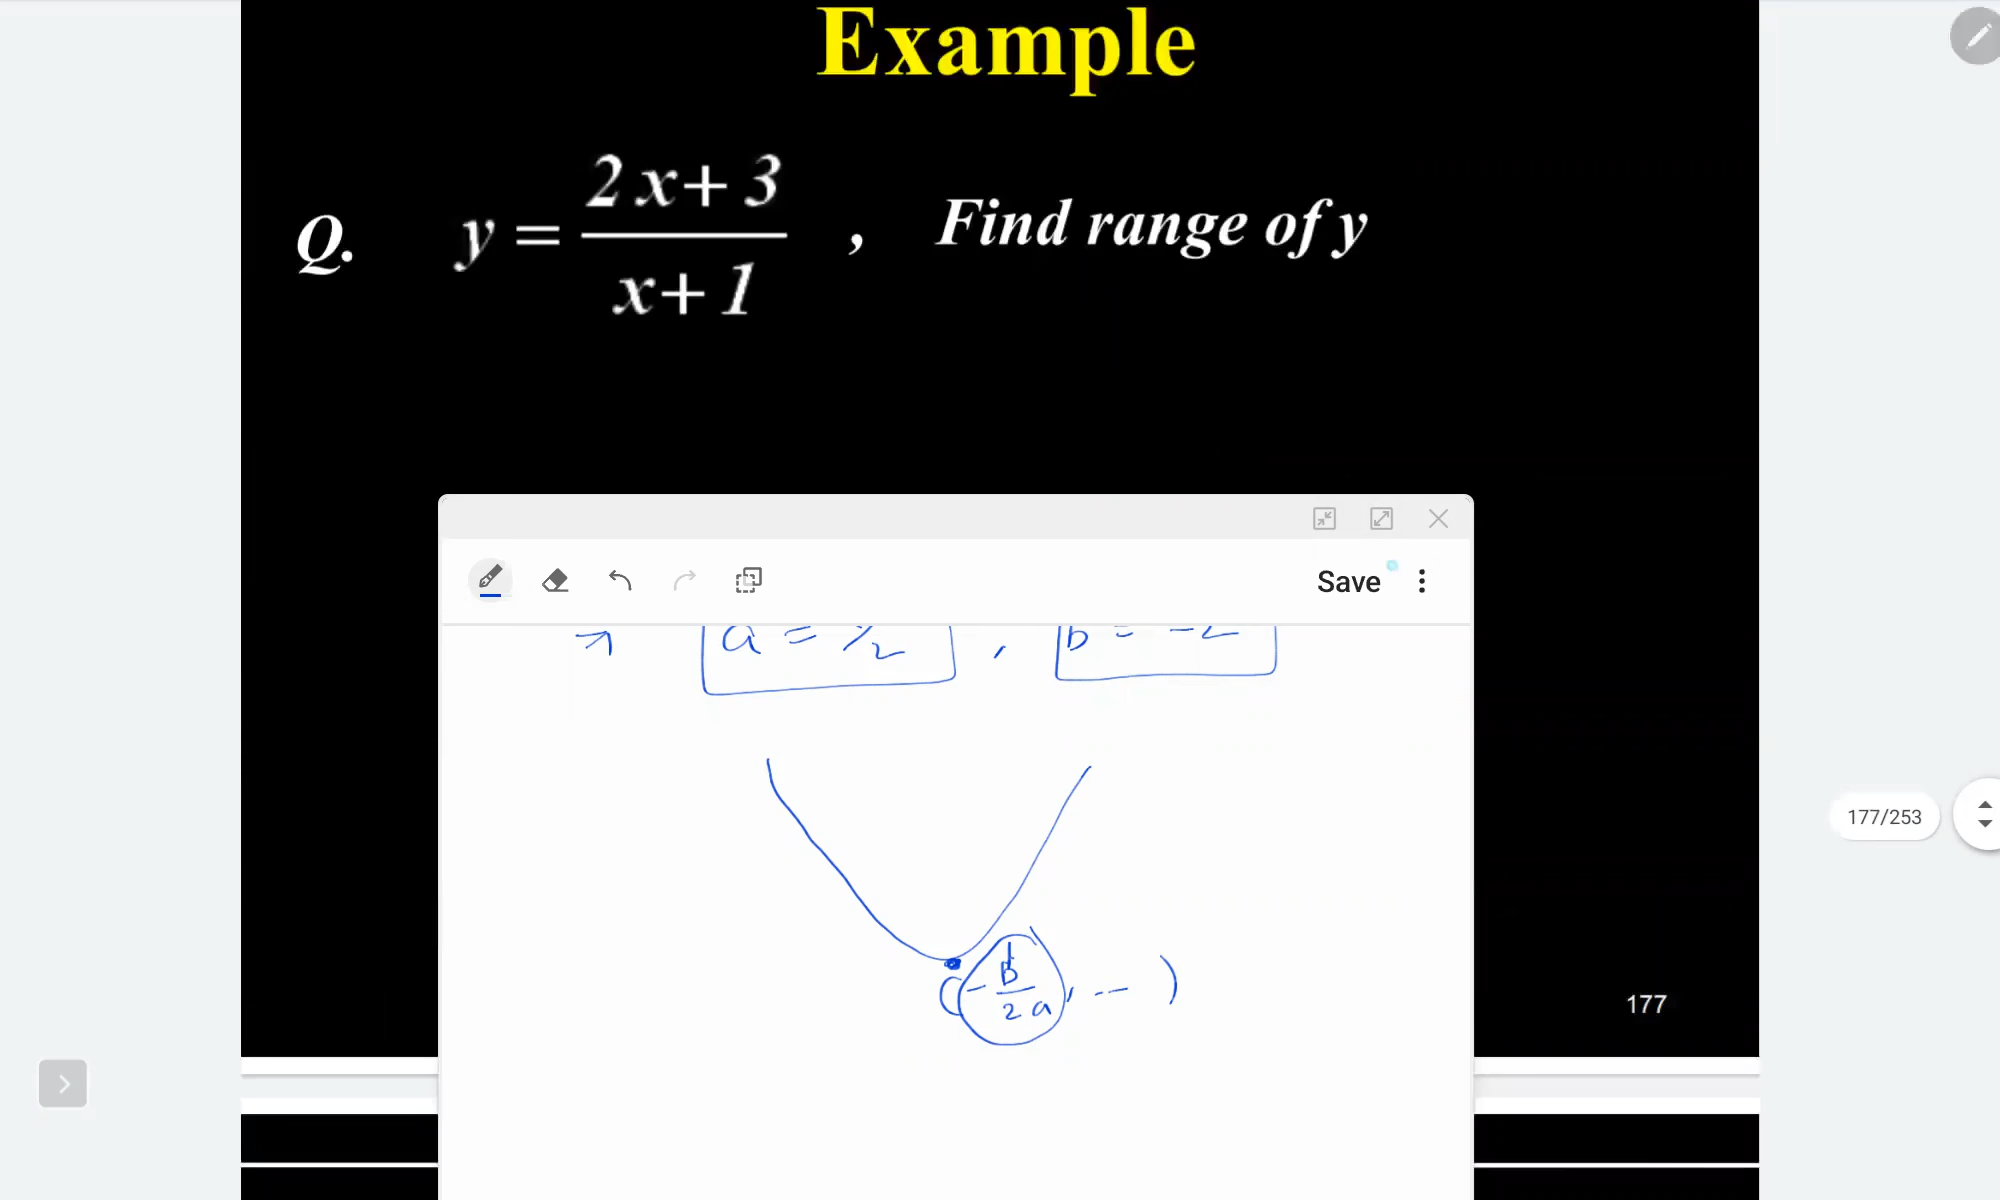 Example
Q. y = 2x+3 / x+1 , Find range of y
Save
a = 1/2 , b = -2
(-b/2a, -- )
177/253
177